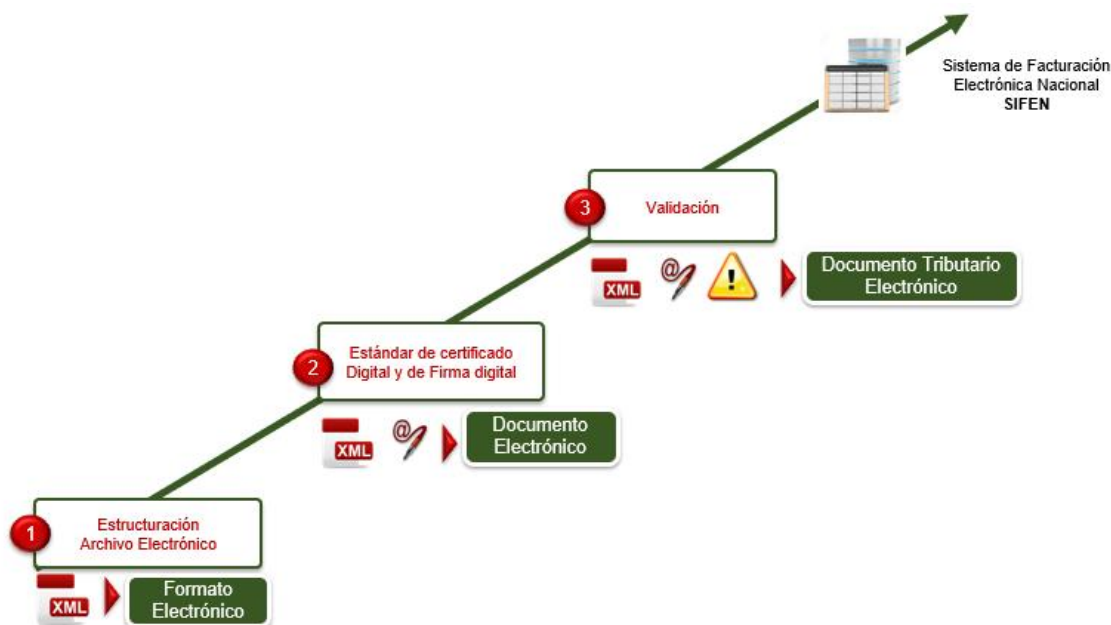 Sistema de Facturación
Electrónica Nacional
SIFEN
3
Validación
XML
@
!
Documento Tributario
Electrónico
2
Estándar de certificado
Digital y de Firma digital
XML
@
Documento
Electrónico
1
Estructuración
Archivo Electrónico
XML
Formato
Electrónico